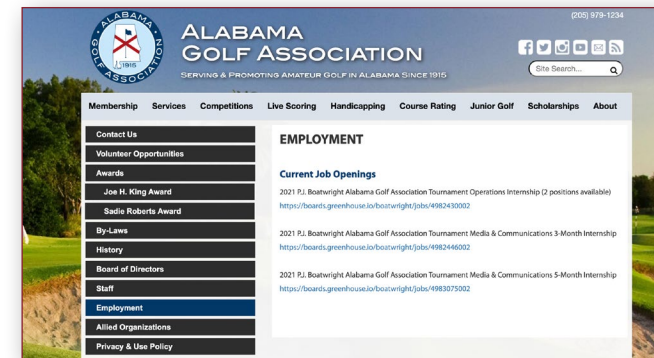 (205) 979-1234
ALABAMA GOLF ASSOCIATION
1915
ALABAMA
GOLF ASSOCIATION
SERVING & PROMOTING AMATEUR GOLF IN ALABAMA SINCE 1915
Site Search...
Membership Services Competitions Live Scoring Handicapping Course Rating Junior Golf Scholarships About
Contact Us
Volunteer Opportunities
Awards
Joe H. King Award
Sadie Roberts Award
By-Laws
History
Board of Directors
Staff
Employment
Allied Organizations
Privacy & Use Policy
EMPLOYMENT
Current Job Openings
2021 P.J. Boatwright Alabama Golf Association Tournament Operations Internship (2 positions available)
https://boards.greenhouse.io/boatwright/jobs/4982430002
2021 P.J. Boatwright Alabama Golf Association Tournament Media & Communications 3-Month Internship
https://boards.greenhouse.io/boatwright/jobs/4982446002
2021 P.J. Boatwright Alabama Golf Association Tournament Media & Communications 5-Month Internship
https://boards.greenhouse.io/boatwright/jobs/4983075002